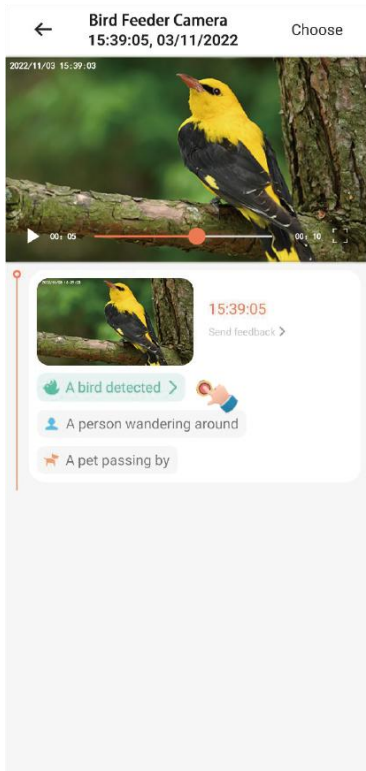 Bird Feeder Camera
15:39:05, 03/11/2022
Choose
2022/11/03 15:39:03
00: 05
00: 10
15:39:05
Send feedback >
A bird detected >
A person wandering around
A pet passing by